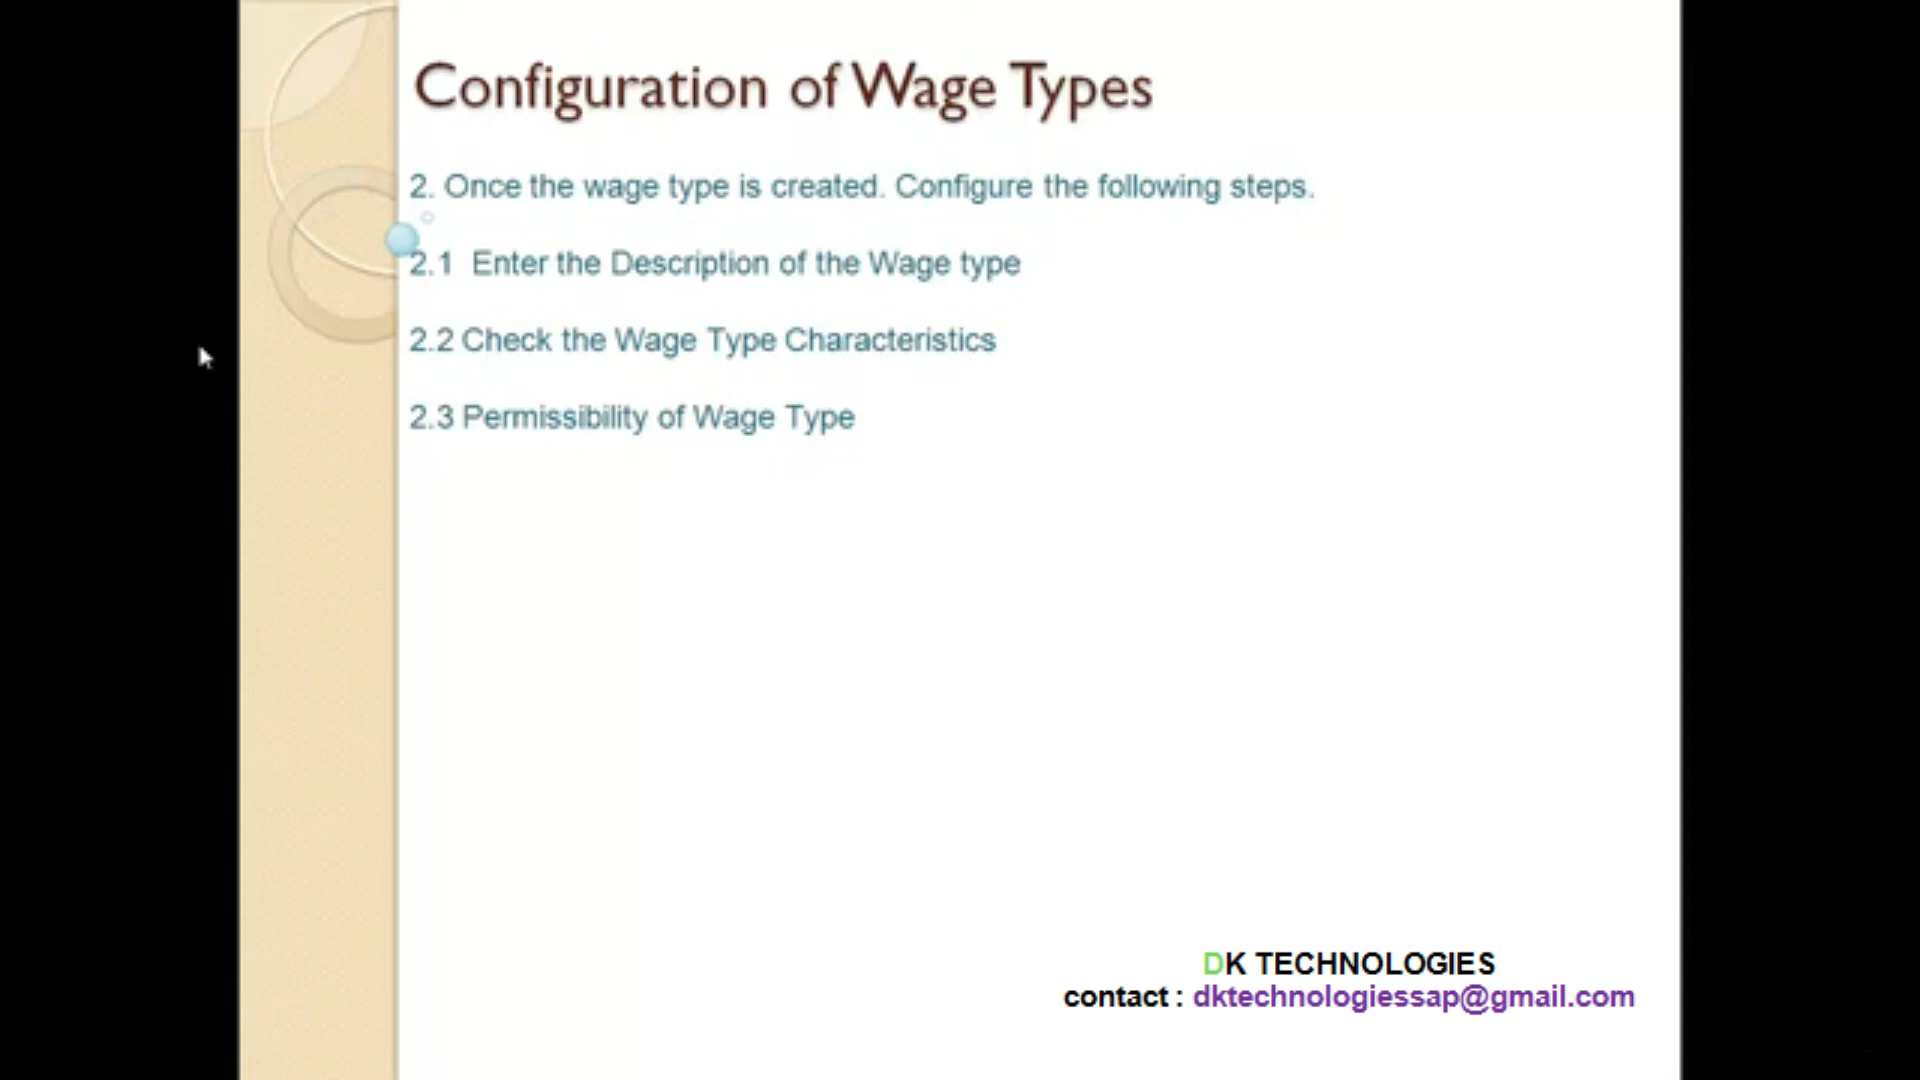 Configuration of Wage Types
2. Once the wage type is created. Configure the following steps.
2.1 Enter the Description of the Wage type
2.2 Check the Wage Type Characteristics
2.3 Permissibility of Wage Type
DK TECHNOLOGIES
contact : dktechnologiessap@gmail.com